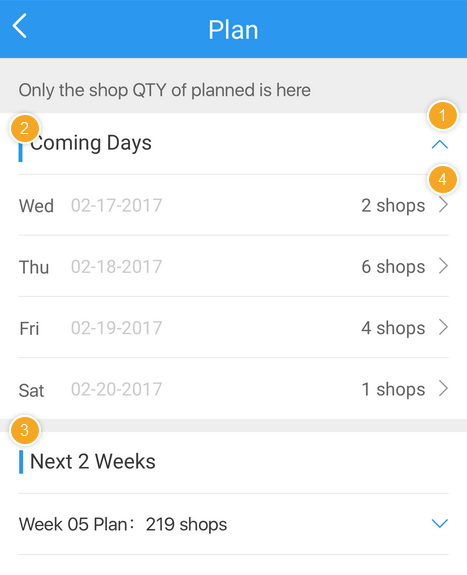 Plan
Only the shop QTY of planned is here
1
2
Coming Days
4
Wed 02-17-2017 2 shops
Thu 02-18-2017 6 shops
Fri 02-19-2017 4 shops
Sat 02-20-2017 1 shops
3
Next 2 Weeks
Week 05 Plan: 219 shops